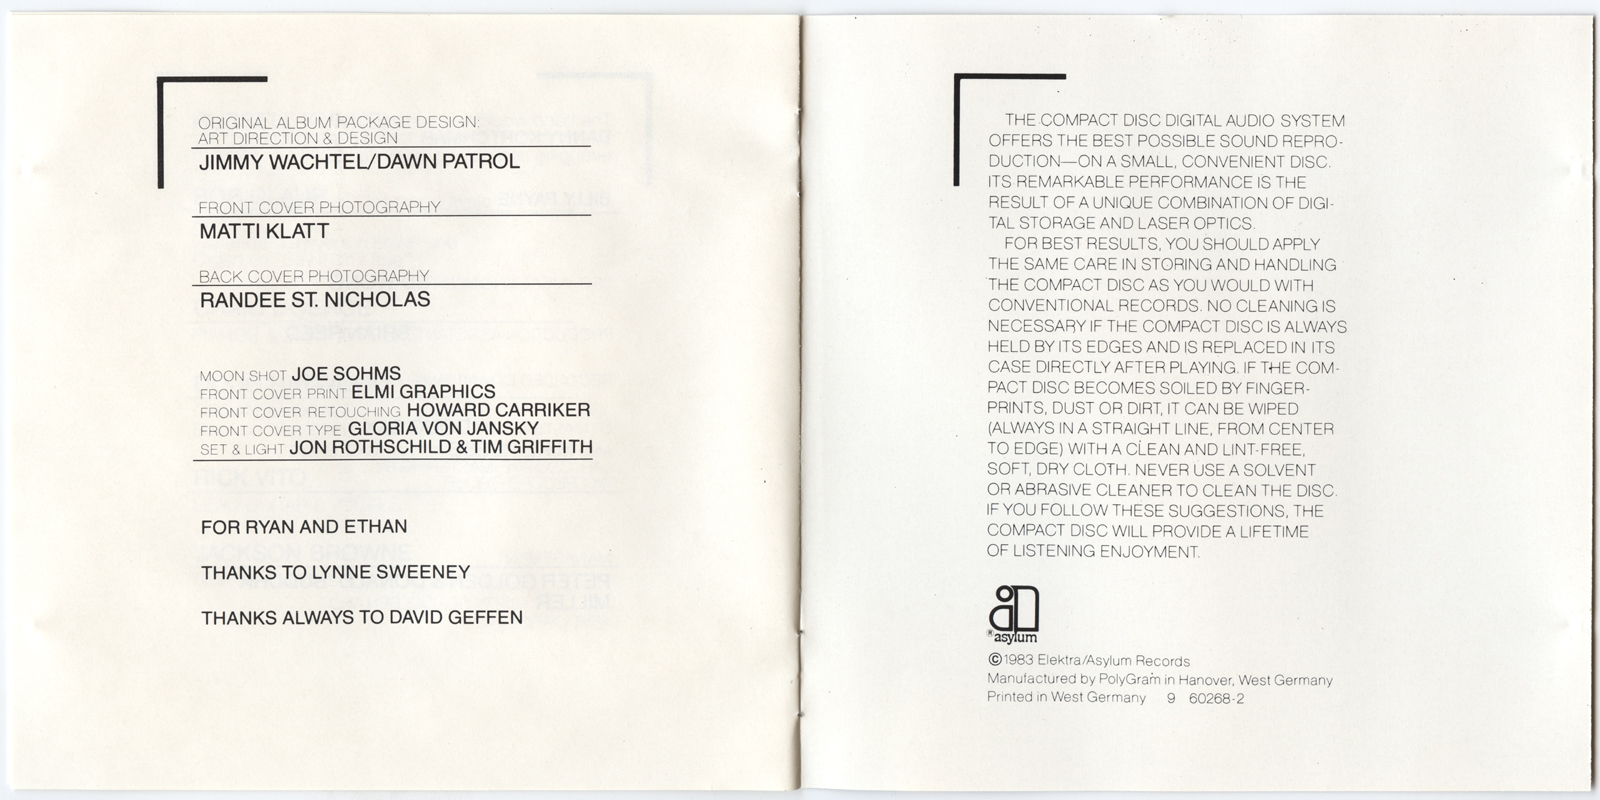 ORIGINAL ALBUM PACKAGE DESIGN:
ART DIRECTION & DESIGN
JIMMY WACHTEL/DAWN PATROL
FRONT COVER PHOTOGRAPHY
MATTI KLATT
BACK COVER PHOTOGRAPHY
RANDEE ST. NICHOLAS
MOON SHOT JOE SOHMS
FRONT COVER PRINT ELMI GRAPHICS
FRONT COVER RETOUCHING HOWARD CARRIKER
FRONT COVER TYPE GLORIA VON JANSKY
SET & LIGHT JON ROTHSCHILD & TIM GRIFFITH
FOR RYAN AND ETHAN
THANKS TO LYNNE SWEENEY
THANKS ALWAYS TO DAVID GEFFEN
THE COMPACT DISC DIGITAL AUDIO SYSTEM
OFFERS THE BEST POSSIBLE SOUND REPRO-
DUCTION—ON A SMALL, CONVENIENT DISC.
ITS REMARKABLE PERFORMANCE IS THE
RESULT OF A UNIQUE COMBINATION OF DIGI-
TAL STORAGE AND LASER OPTICS.
FOR BEST RESULTS, YOU SHOULD APPLY
THE SAME CARE IN STORING AND HANDLING
THE COMPACT DISC AS YOU WOULD WITH
CONVENTIONAL RECORDS. NO CLEANING IS
NECESSARY IF THE COMPACT DISC IS ALWAYS
HELD BY ITS EDGES AND IS REPLACED IN ITS
CASE DIRECTLY AFTER PLAYING. IF THE COM-
PACT DISC BECOMES SOILED BY FINGER-
PRINTS, DUST OR DIRT, IT CAN BE WIPED
(ALWAYS IN A STRAIGHT LINE, FROM CENTER
TO EDGE) WITH A CLEAN AND LINT-FREE,
SOFT, DRY CLOTH. NEVER USE A SOLVENT
OR ABRASIVE CLEANER TO CLEAN THE DISC.
IF YOU FOLLOW THESE SUGGESTIONS, THE
COMPACT DISC WILL PROVIDE A LIFETIME
OF LISTENING ENJOYMENT.
® asylum
©1983 Elektra/Asylum Records
Manufactured by PolyGram in Hanover, West Germany
Printed in West Germany 9 60268-2